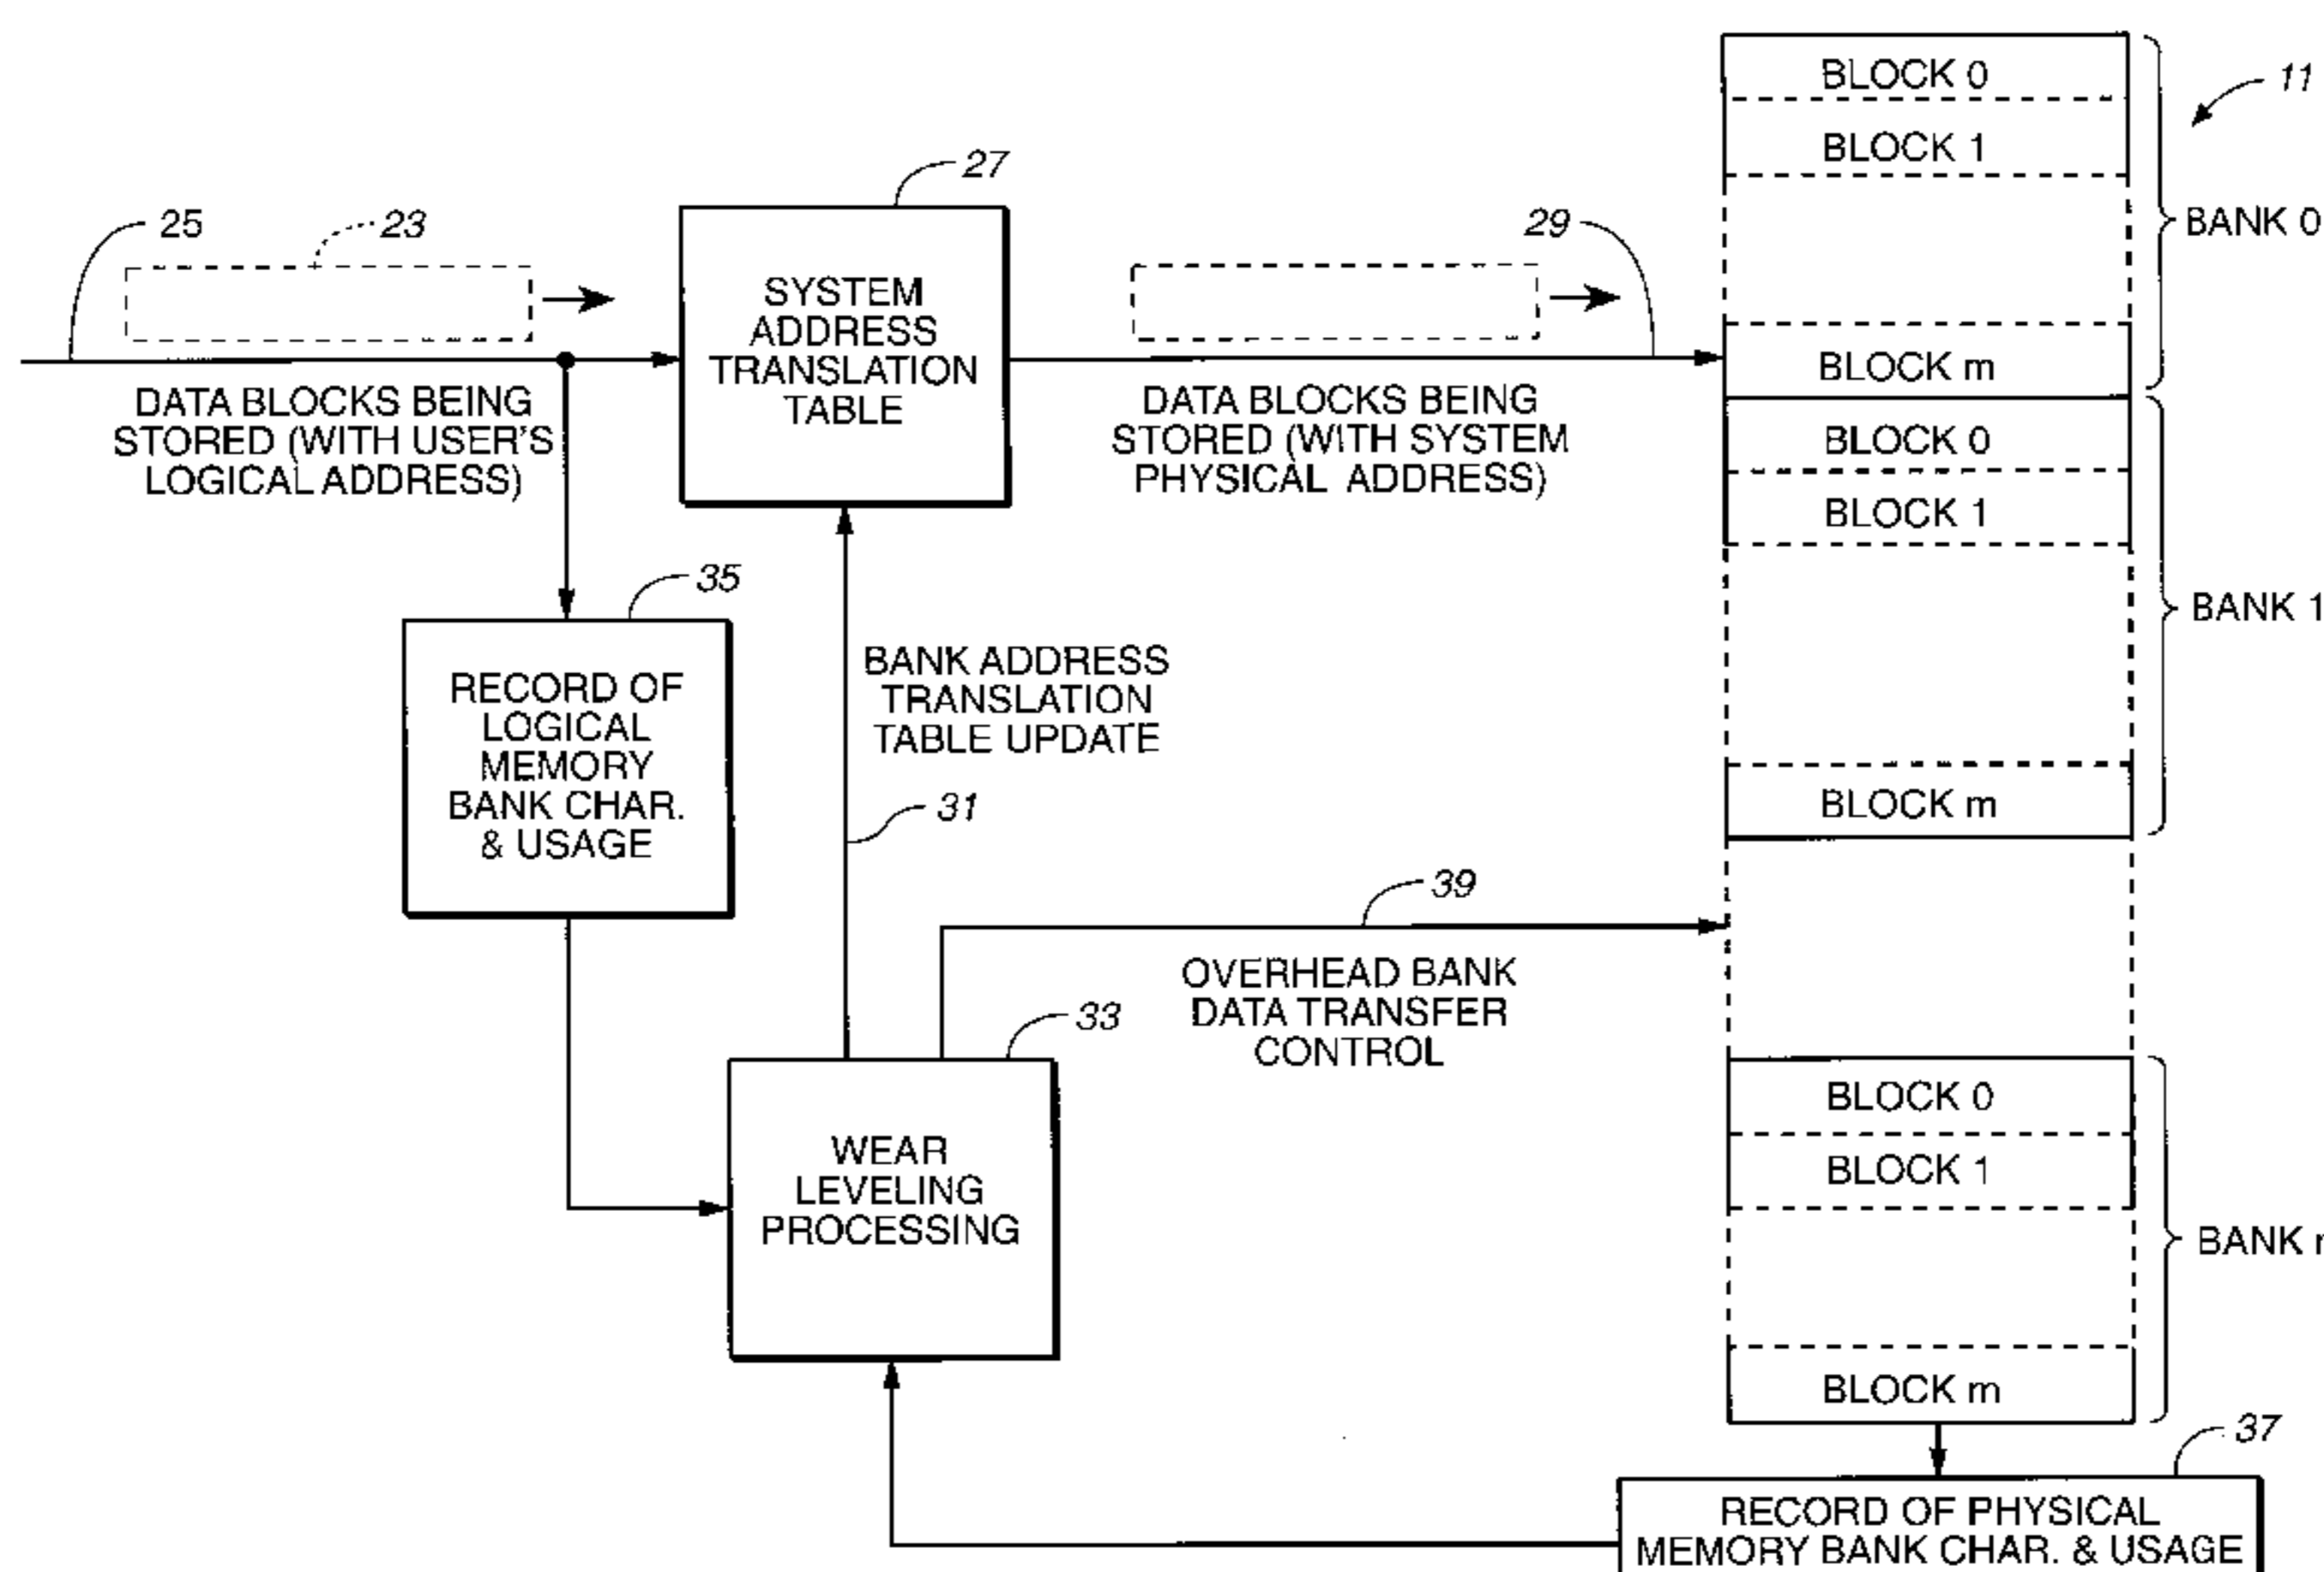 BLOCK 0
11
BLOCK 1
27
25
23
29
BANK 0
SYSTEM
ADDRESS
TRANSLATION
TABLE
BLOCK m
DATA BLOCKS BEING
STORED (WITH USER'S
LOGICAL ADDRESS)
DATA BLOCKS BEING
STORED (WITH SYSTEM
PHYSICAL ADDRESS)
BLOCK 0
BLOCK 1
35
BANK 1
RECORD OF
LOGICAL
MEMORY
BANK CHAR.
& USAGE
BANK ADDRESS
TRANSLATION
TABLE UPDATE
31
BLOCK m
39
OVERHEAD BANK
DATA TRANSFER
CONTROL
33
WEAR
LEVELING
PROCESSING
BLOCK 0
BLOCK 1
BANK
BLOCK m
37
RECORD OF PHYSICAL
MEMORY BANK CHAR. & USAGE